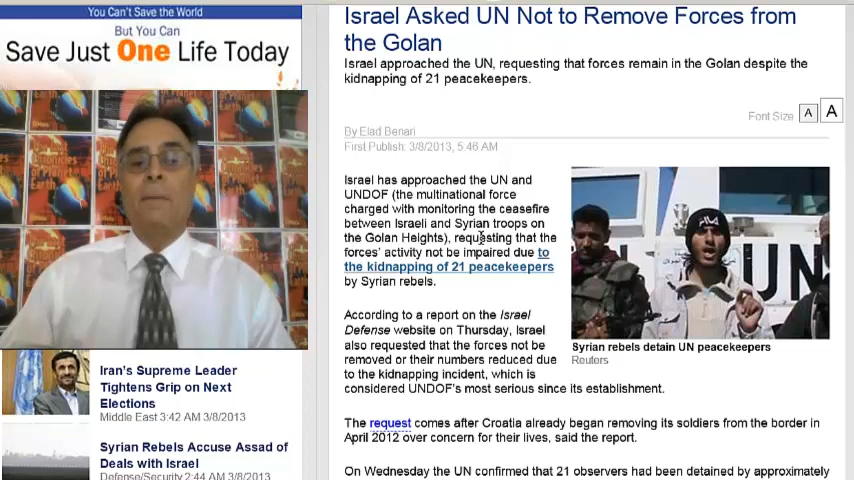 You Can't Save the World
But You Can
Save Just One Life Today
Israel Asked UN Not to Remove Forces from
the Golan
Israel approached the UN, requesting that forces remain in the Golan despite the
kidnapping of 21 peacekeepers.
Font Size A A
By Elad Benari
First Publish: 3/8/2013, 5:46 AM
Israel has approached the UN and
UNDOF (the multinational force
charged with monitoring the ceasefire
between Israeli and Syrian troops on
the Golan Heights), requesting that the
forces' activity not be impaired due to
the kidnapping of 21 peacekeepers
by Syrian rebels.
UN
Syrian rebels detain UN peacekeepers
Reuters
According to a report on the Israel
Defense website on Thursday, Israel
also requested that the forces not be
removed or their numbers reduced due
to the kidnapping incident, which is
considered UNDOF's most serious since its establishment.
The request comes after Croatia already began removing its soldiers from the border in
April 2012 over concern for their lives, said the report.
On Wednesday the UN confirmed that 21 observers had been detained by approximately
Iran's Supreme Leader
Tightens Grip on Next
Elections
Middle East 3:42 AM 3/8/2013
Syrian Rebels Accuse Assad of
Deals with Israel
Defense/Security 2:44 AM 3/8/2013